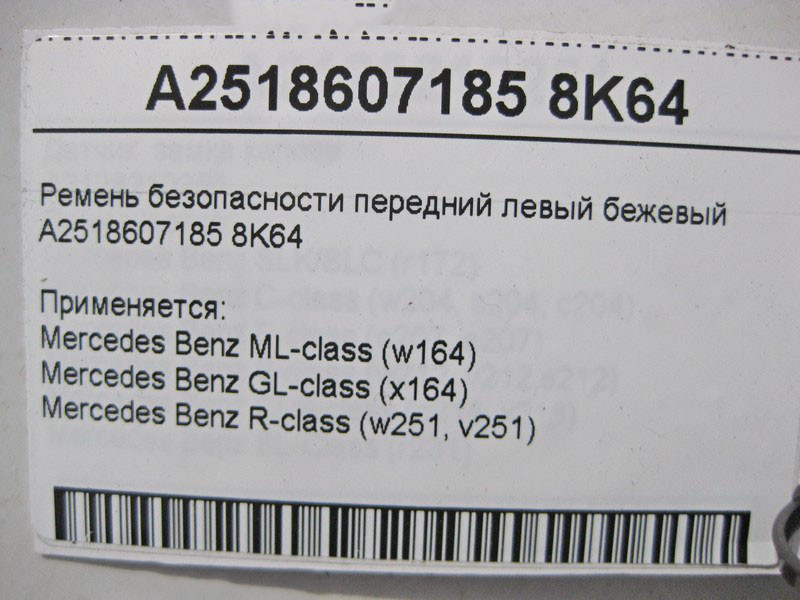 A2518607185 8K64
Ремень безопасности передний левый бежевый
A2518607185 8K64
Применяется:
Mercedes Benz ML-class (w164)
Mercedes Benz GL-class (x164)
Mercedes Benz R-class (w251, v251)